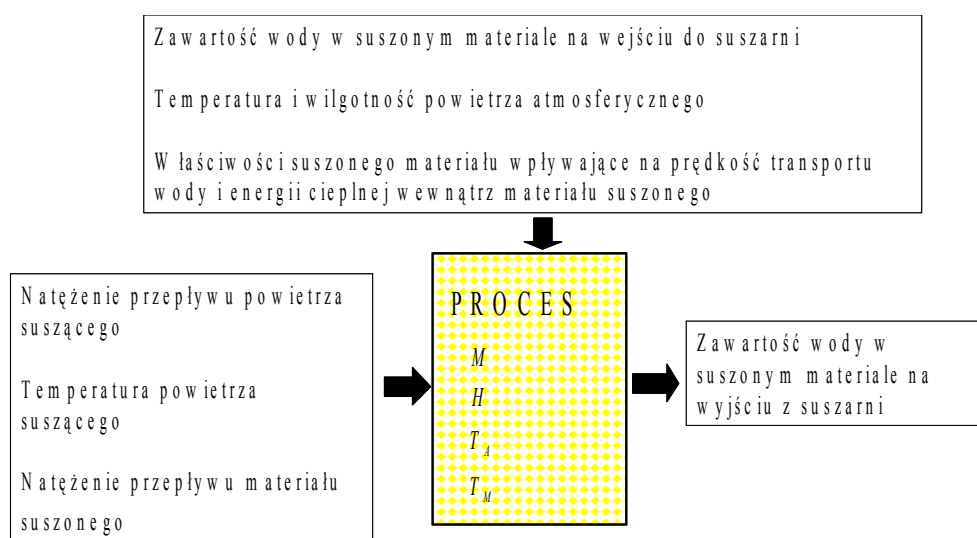 Zawartość wody w suszonym materiale na wejściu do suszarni
Temperatura i wilgotność powietrza atmosferycznego
Właściwości suszonego materiału wpływające na prędkość transportu
wody i energii cieplnej wewnątrz materiału suszonego
Natężenie przepływu powietrza
suszącego
Temperatura powietrza
suszącego
Natężenie przepływu materiału
suszonego
PROCES
M
H
T_A
T_M
Zawartość wody w
suszonym materiale na
wyjściu z suszarni